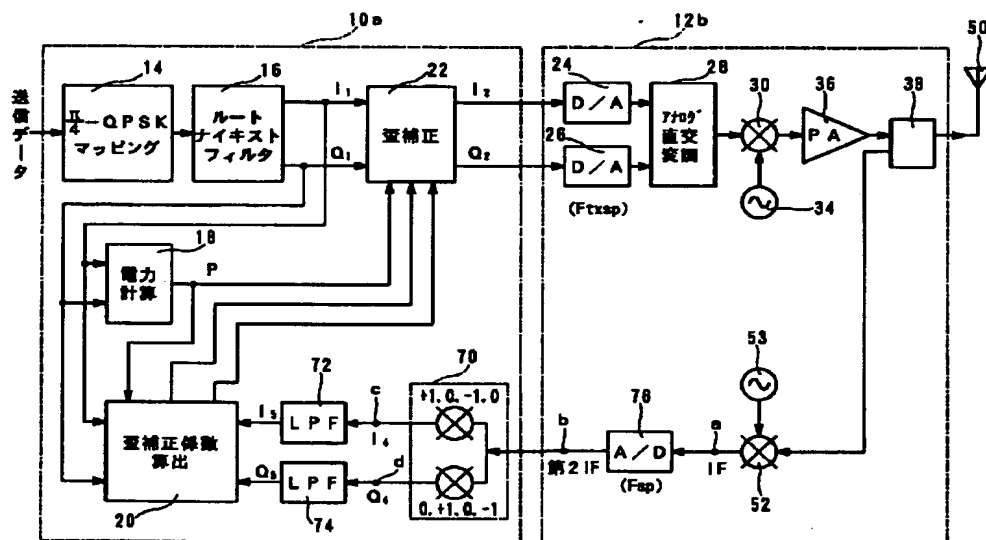 10a
12b
50
14
16
22
24
28
30
36
38
送信データ
π/4-QPSK
マッピング
ルート
ナイキスト
フィルタ
I₁
Q₁
歪補正
I₂
Q₂
D/A
26
D/A
(Ftxsp)
アナログ
直交
変調
PA
34
18
電力
計算
P
53
70
72
+1.0.-1.0
c
76
歪補正係数
算出
I₅
LPF
I₄
b
第2IF
A/D
a
IF
Q₅
LPF
d
Q₄
(Fsp)
52
20
74
0.+1.0.-1